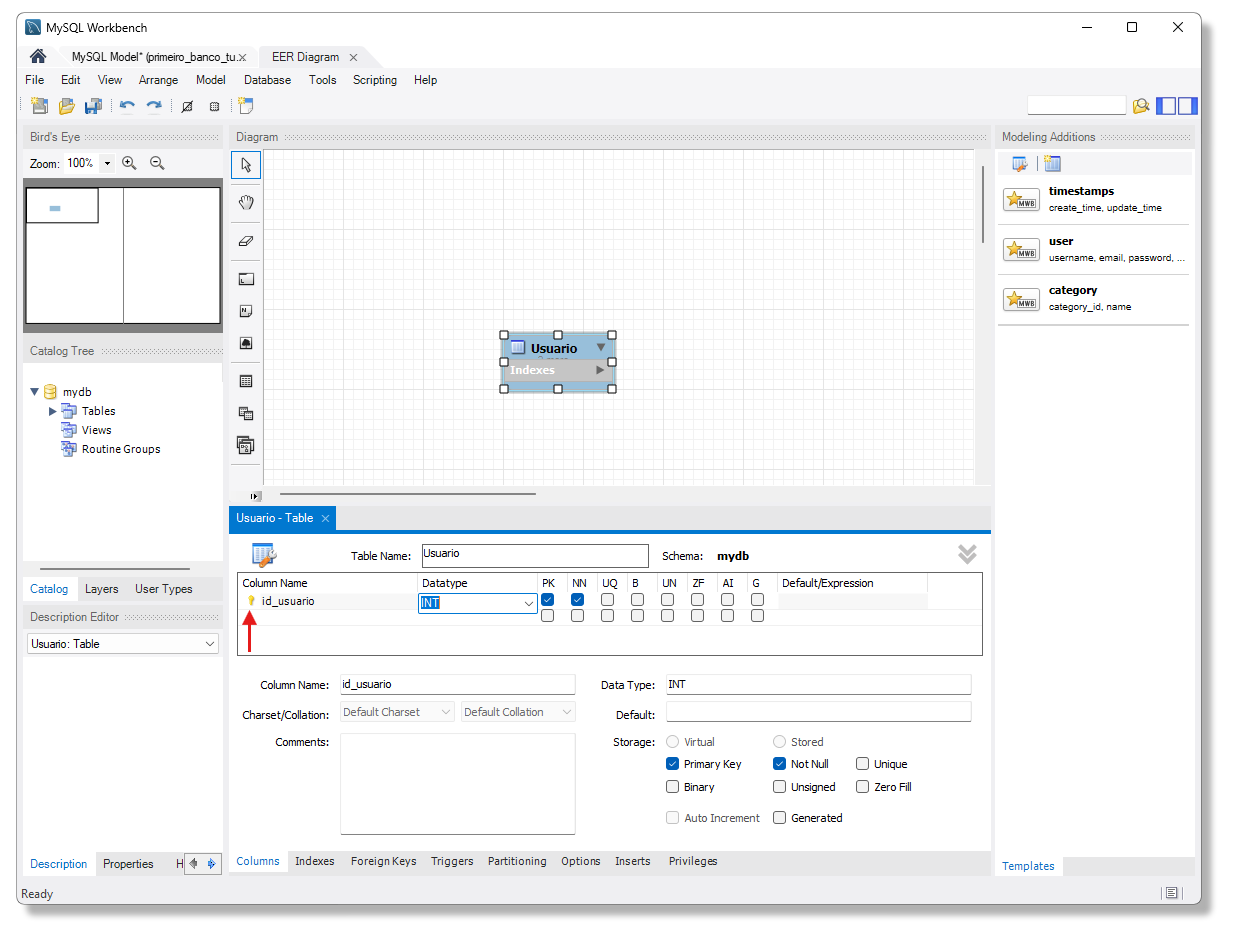 MySQL Workbench
MySQL Model* (primeiro_banco_tu.x EER Diagram
File Edit View Arrange Model Database Tools Scripting Help
Bird's Eye
Zoom: 100%
Diagram
Modeling Additions
timestamps
create_time, update_time
user
username, email, password, ...
category
category_id, name
Usuario
Indexes
Catalog Tree
mydb
Tables
Views
Routine Groups
Catalog Layers User Types
Description Editor
Usuario: Table
Usuario - Table
Table Name: Usuario Schema: mydb
Column Name Datatype PK NN UQ B UN ZF AI G Default/Expression
id_usuario INT
Column Name: id_usuario Data Type: INT
Charset/Collation: Default Charset Default Collation Default:
Comments: Storage: Virtual Stored
Primary Key Not Null Unique
Binary Unsigned Zero Fill
Auto Increment Generated
Description Properties H
Columns Indexes Foreign Keys Triggers Partitioning Options Inserts Privileges
Templates
Ready
MWB
MWB
MWB